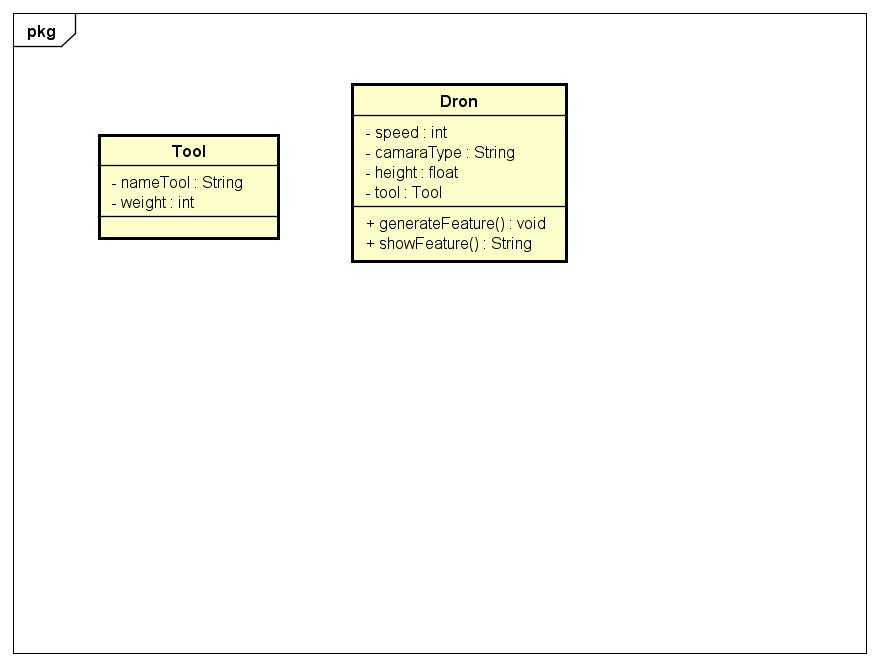 pkg
Tool
- nameTool : String
- weight : int
Dron
- speed : int
- camaraType : String
- height : float
- tool : Tool
+ generateFeature() : void
+ showFeature() : String